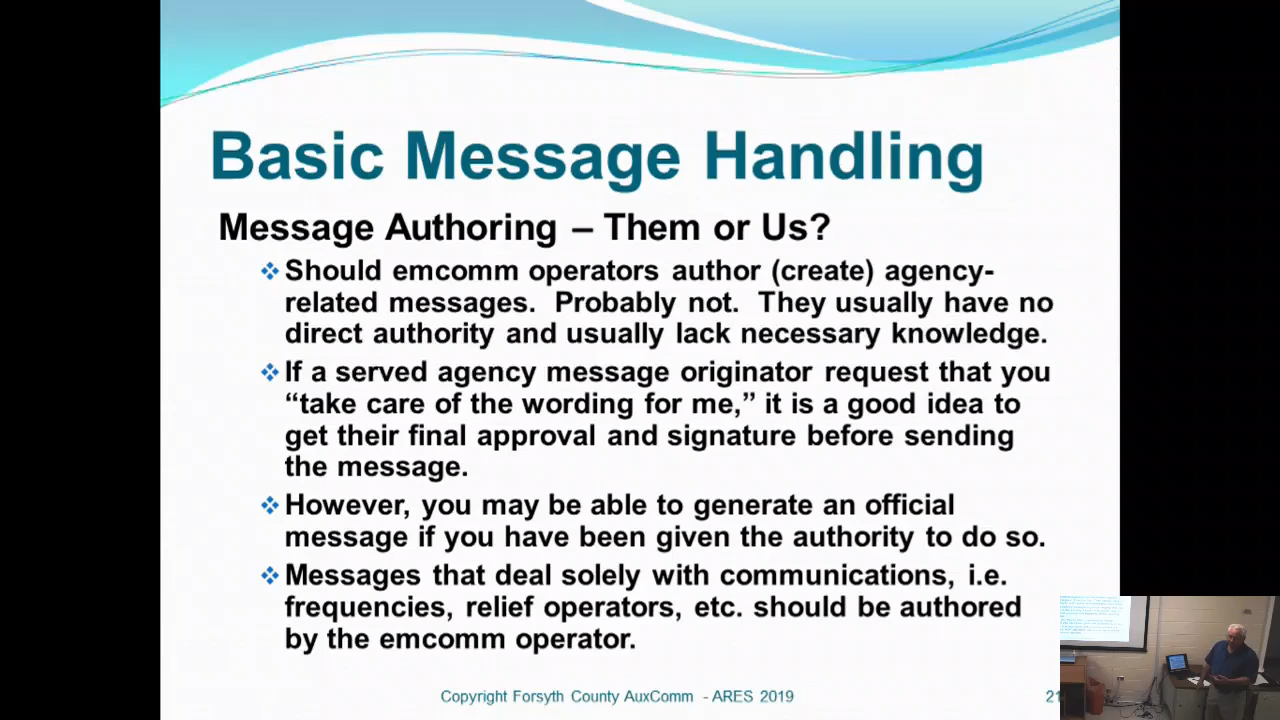 Basic Message Handling
Message Authoring – Them or Us?
Should emcomm operators author (create) agency-
related messages.  Probably not.  They usually have no
direct authority and usually lack necessary knowledge.
If a served agency message originator request that you
“take care of the wording for me,” it is a good idea to
get their final approval and signature before sending
the message.
However, you may be able to generate an official
message if you have been given the authority to do so.
Messages that deal solely with communications, i.e.
frequencies, relief operators, etc. should be authored
by the emcomm operator.
Copyright Forsyth County AuxComm  - ARES 2019
21